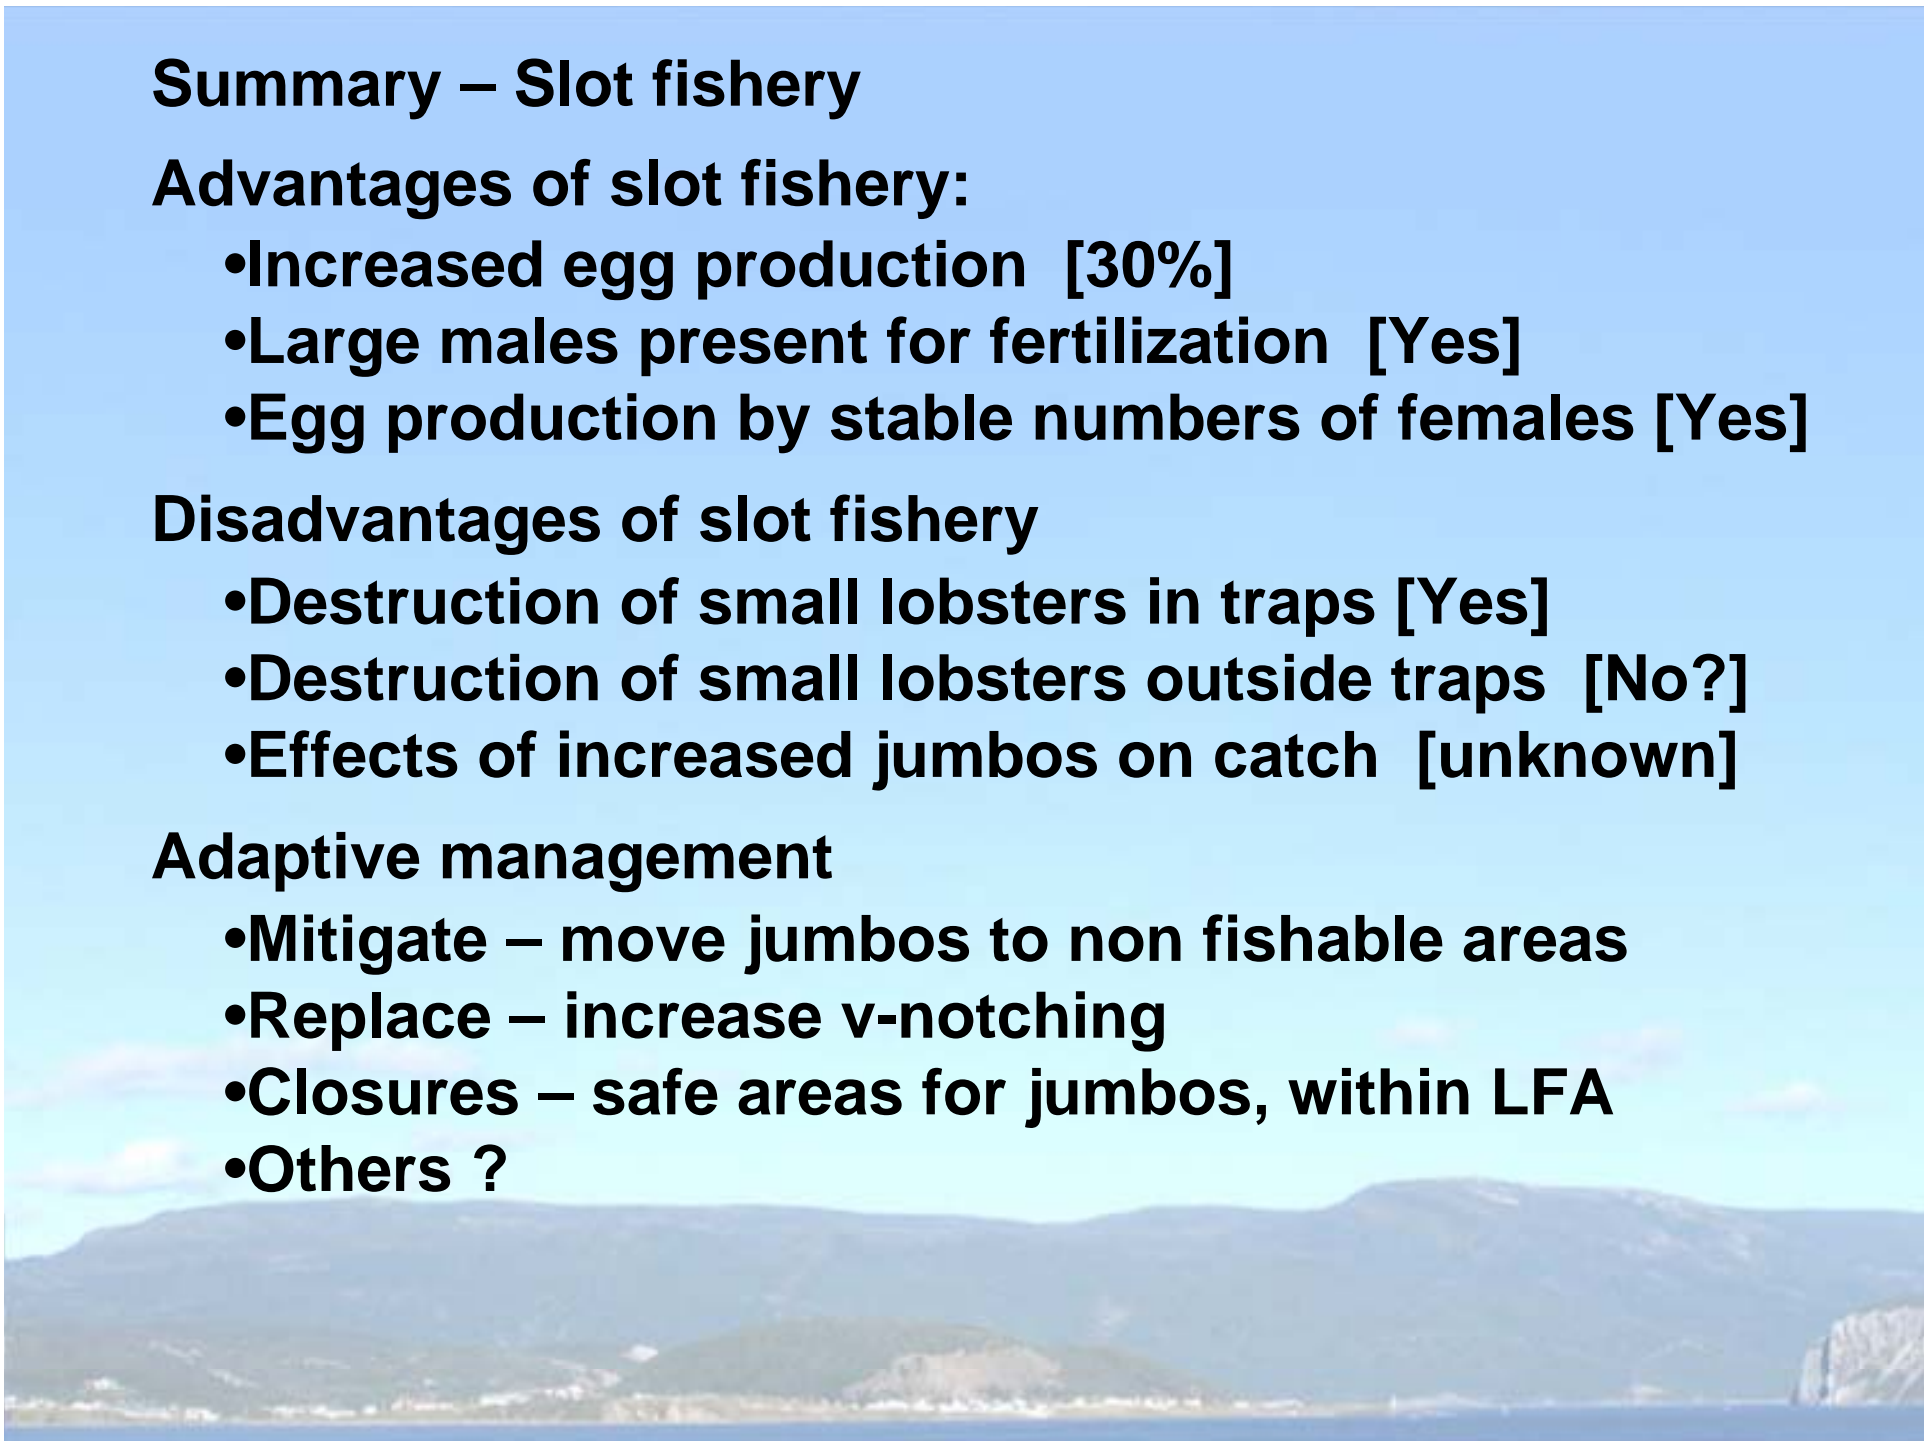 Summary – Slot fishery
Advantages of slot fishery:
•Increased egg production  [30%]
•Large males present for fertilization  [Yes]
•Egg production by stable numbers of females [Yes]
Disadvantages of slot fishery
•Destruction of small lobsters in traps [Yes]
•Destruction of small lobsters outside traps  [No?]
•Effects of increased jumbos on catch  [unknown]
Adaptive management
•Mitigate – move jumbos to non fishable areas
•Replace – increase v-notching
•Closures – safe areas for jumbos, within LFA
•Others ?